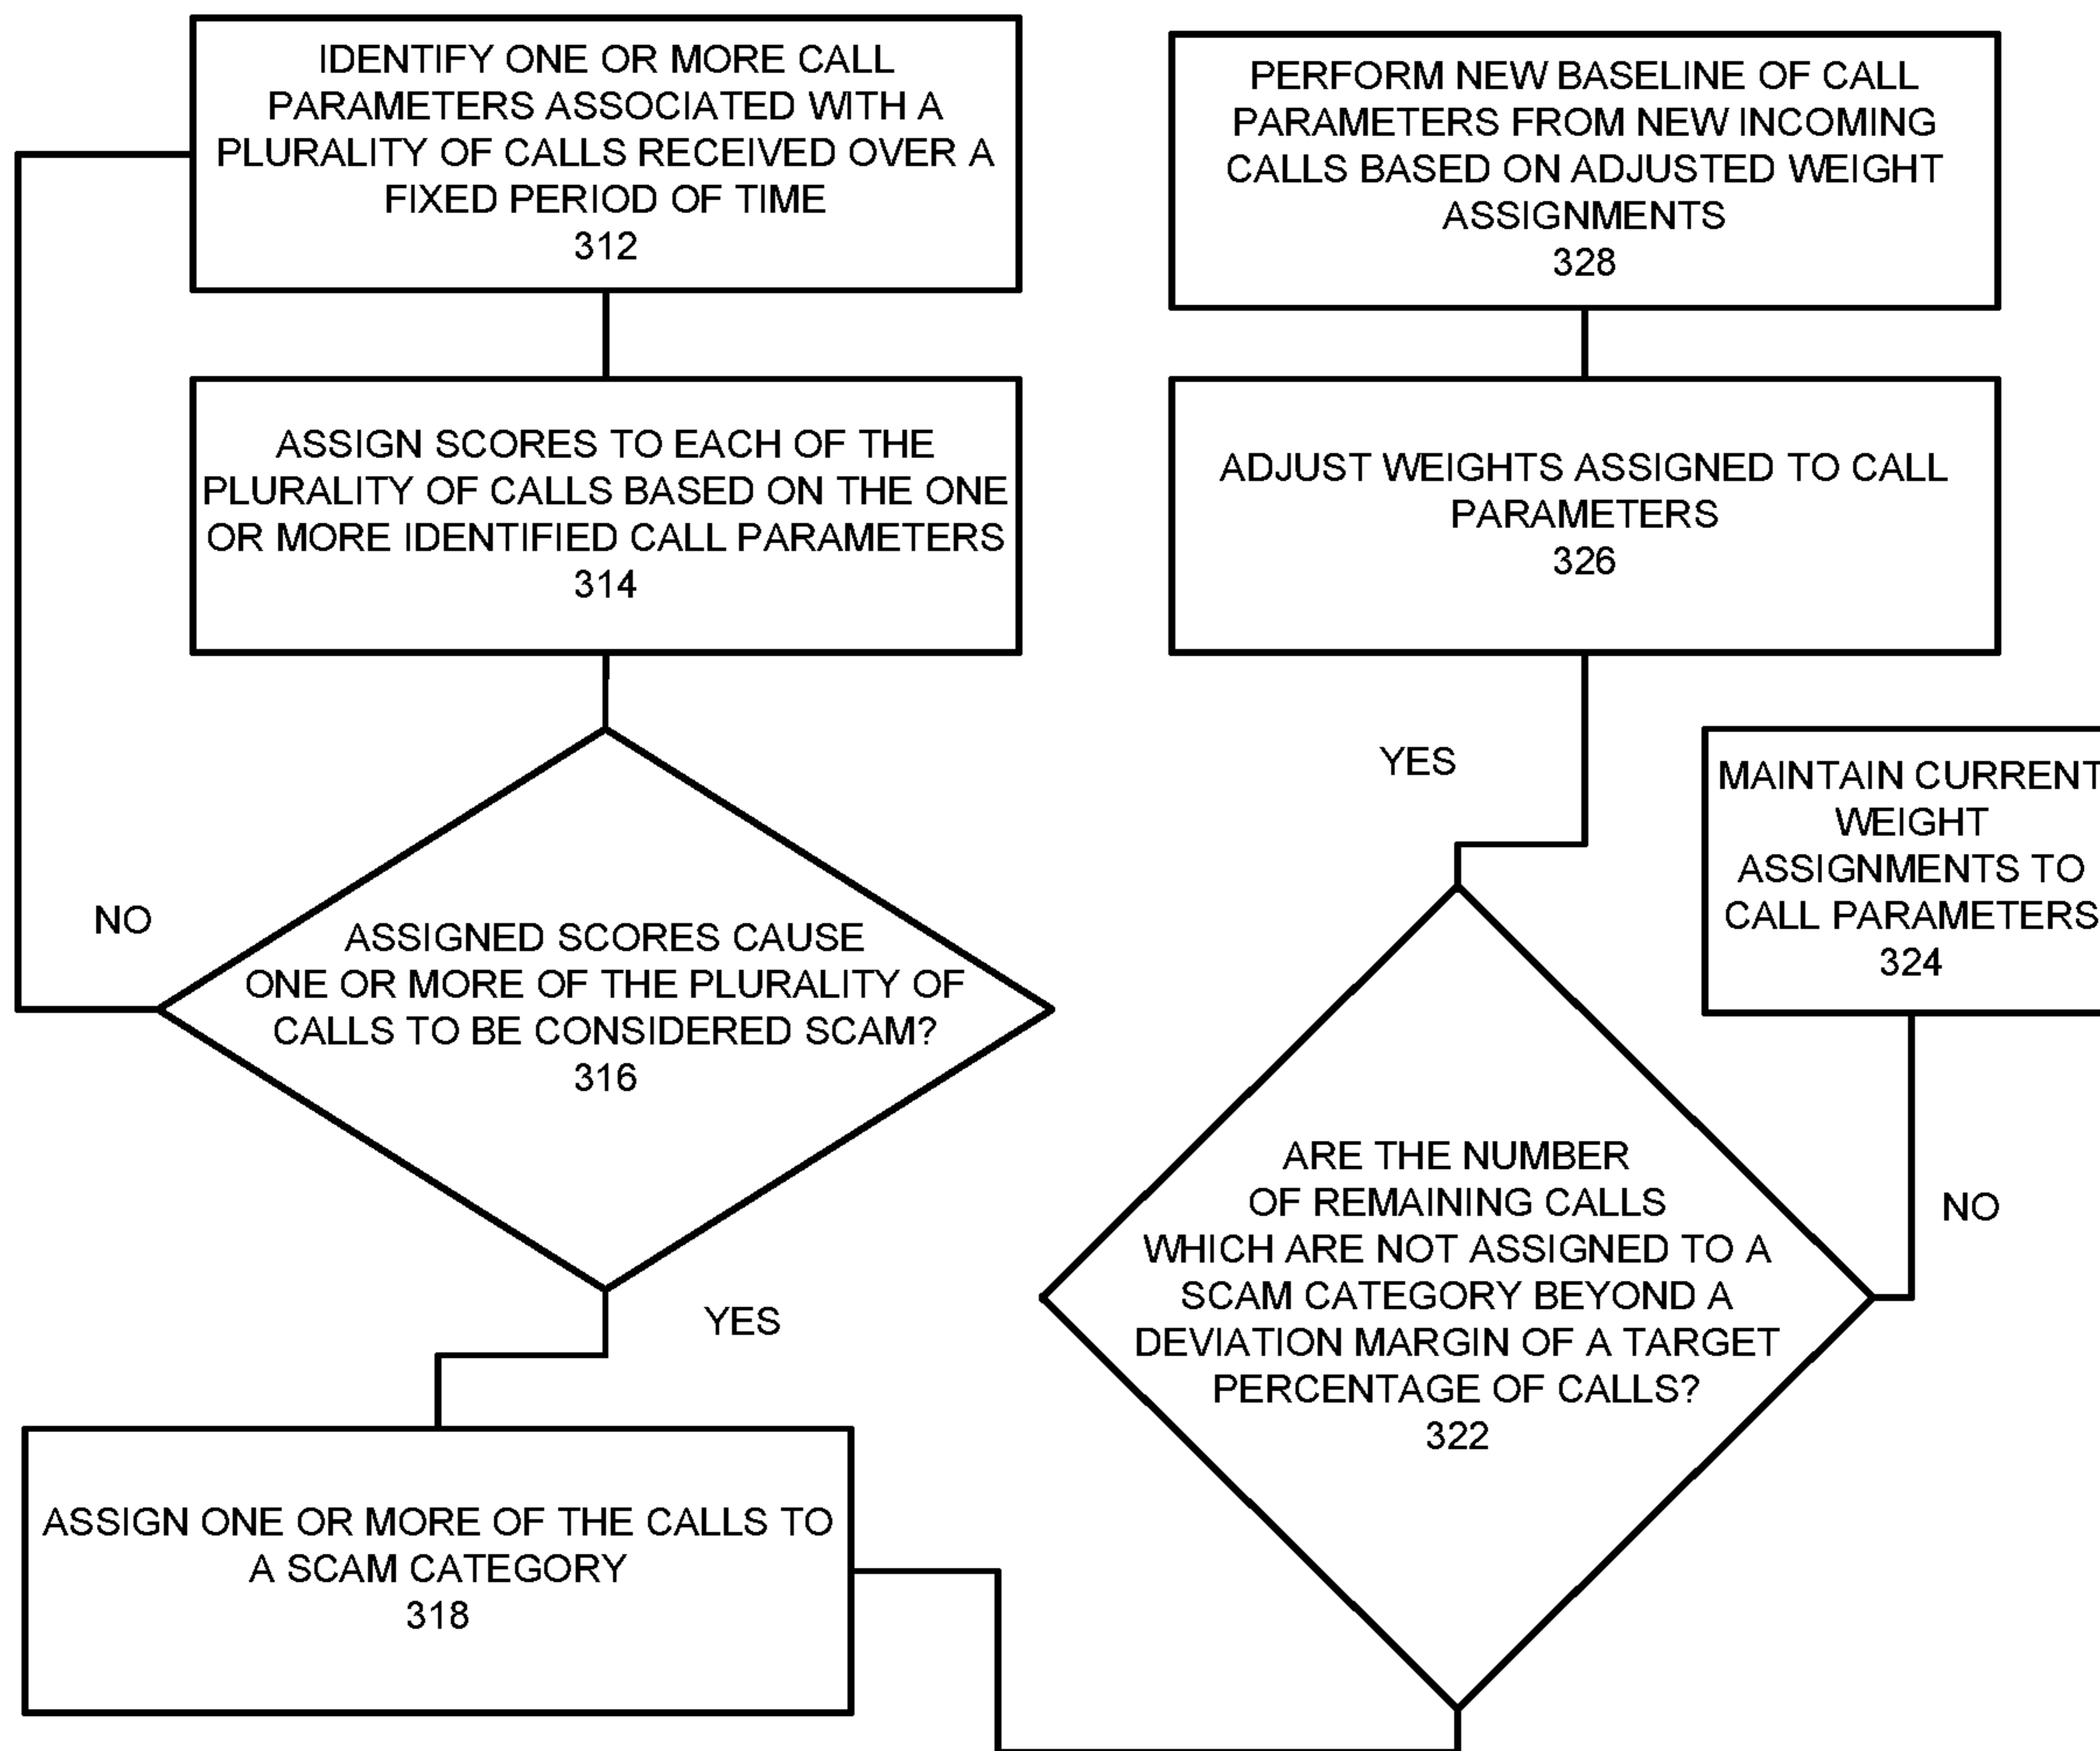 IDENTIFY ONE OR MORE CALL
PARAMETERS ASSOCIATED WITH A
PLURALITY OF CALLS RECEIVED OVER A
FIXED PERIOD OF TIME
312
ASSIGN SCORES TO EACH OF THE
PLURALITY OF CALLS BASED ON THE ONE
OR MORE IDENTIFIED CALL PARAMETERS
314
NO
ASSIGNED SCORES CAUSE
ONE OR MORE OF THE PLURALITY OF
CALLS TO BE CONSIDERED SCAM?
316
YES
ASSIGN ONE OR MORE OF THE CALLS TO
A SCAM CATEGORY
318
PERFORM NEW BASELINE OF CALL
PARAMETERS FROM NEW INCOMING
CALLS BASED ON ADJUSTED WEIGHT
ASSIGNMENTS
328
ADJUST WEIGHTS ASSIGNED TO CALL
PARAMETERS
326
YES
MAINTAIN CURRENT
WEIGHT
ASSIGNMENTS TO
CALL PARAMETERS
324
NO
ARE THE NUMBER
OF REMAINING CALLS
WHICH ARE NOT ASSIGNED TO A
SCAM CATEGORY BEYOND A
DEVIATION MARGIN OF A TARGET
PERCENTAGE OF CALLS?
322